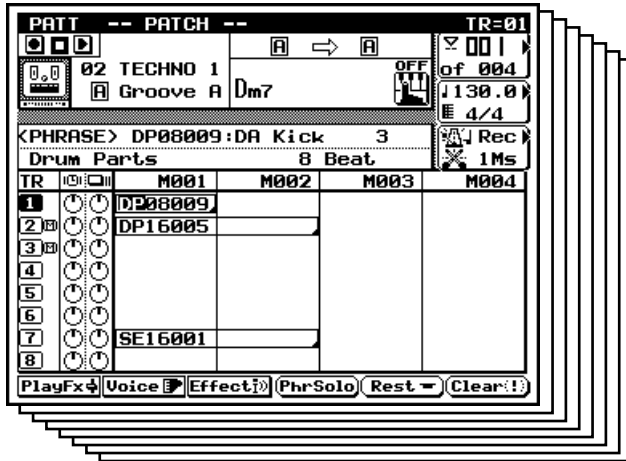 PATT -- PATCH -- TR=01
A ⇨ A 001
of 004
02 TECHNO 1
A Groove A Dm7 OFF
♩130.0
4/4
<PHRASE> DP08009:DA Kick 3 Rec
Drum Parts 8 Beat 1Ms
TR M001 M002 M003 M004
1 DP08009
2 M DP16005
3 M
4
5
6
7 SE16001
8
PlayFx Voice Effect PhrSolo Rest Clear(!)